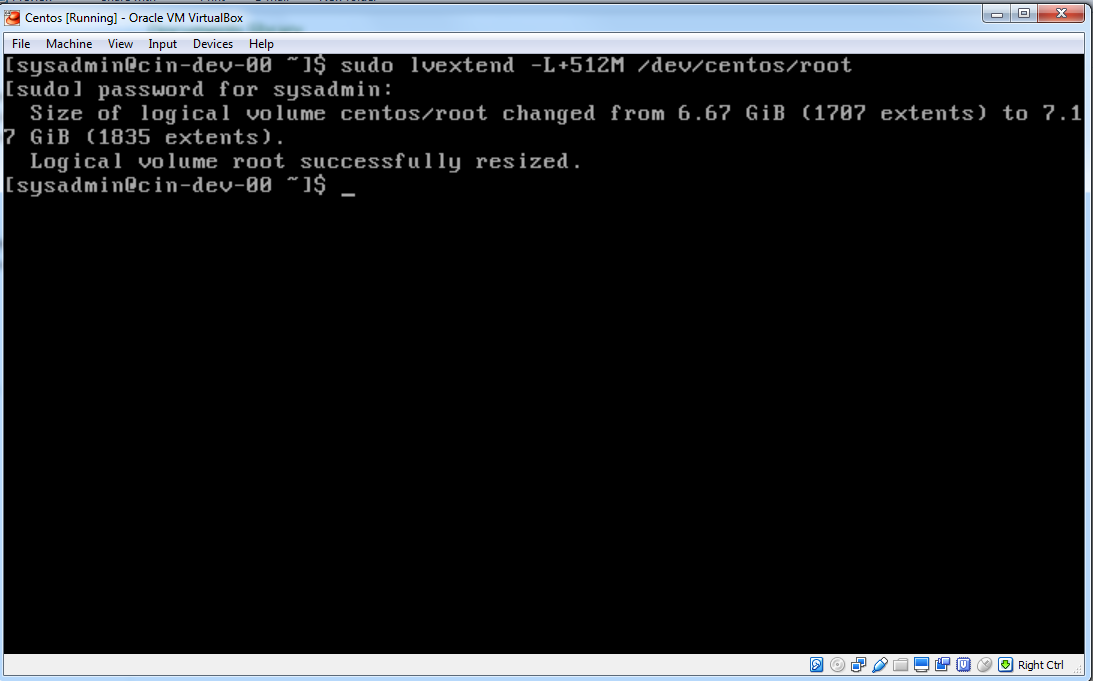 Centos [Running] - Oracle VM VirtualBox
File Machine View Input Devices Help
[sysadmin@cin-dev-00 ~]$ sudo lvextend -L+512M /dev/centos/root
[sudo] password for sysadmin:
  Size of logical volume centos/root changed from 6.67 GiB (1707 extents) to 7.1
7 GiB (1835 extents).
  Logical volume root successfully resized.
[sysadmin@cin-dev-00 ~]$ _
Right Ctrl